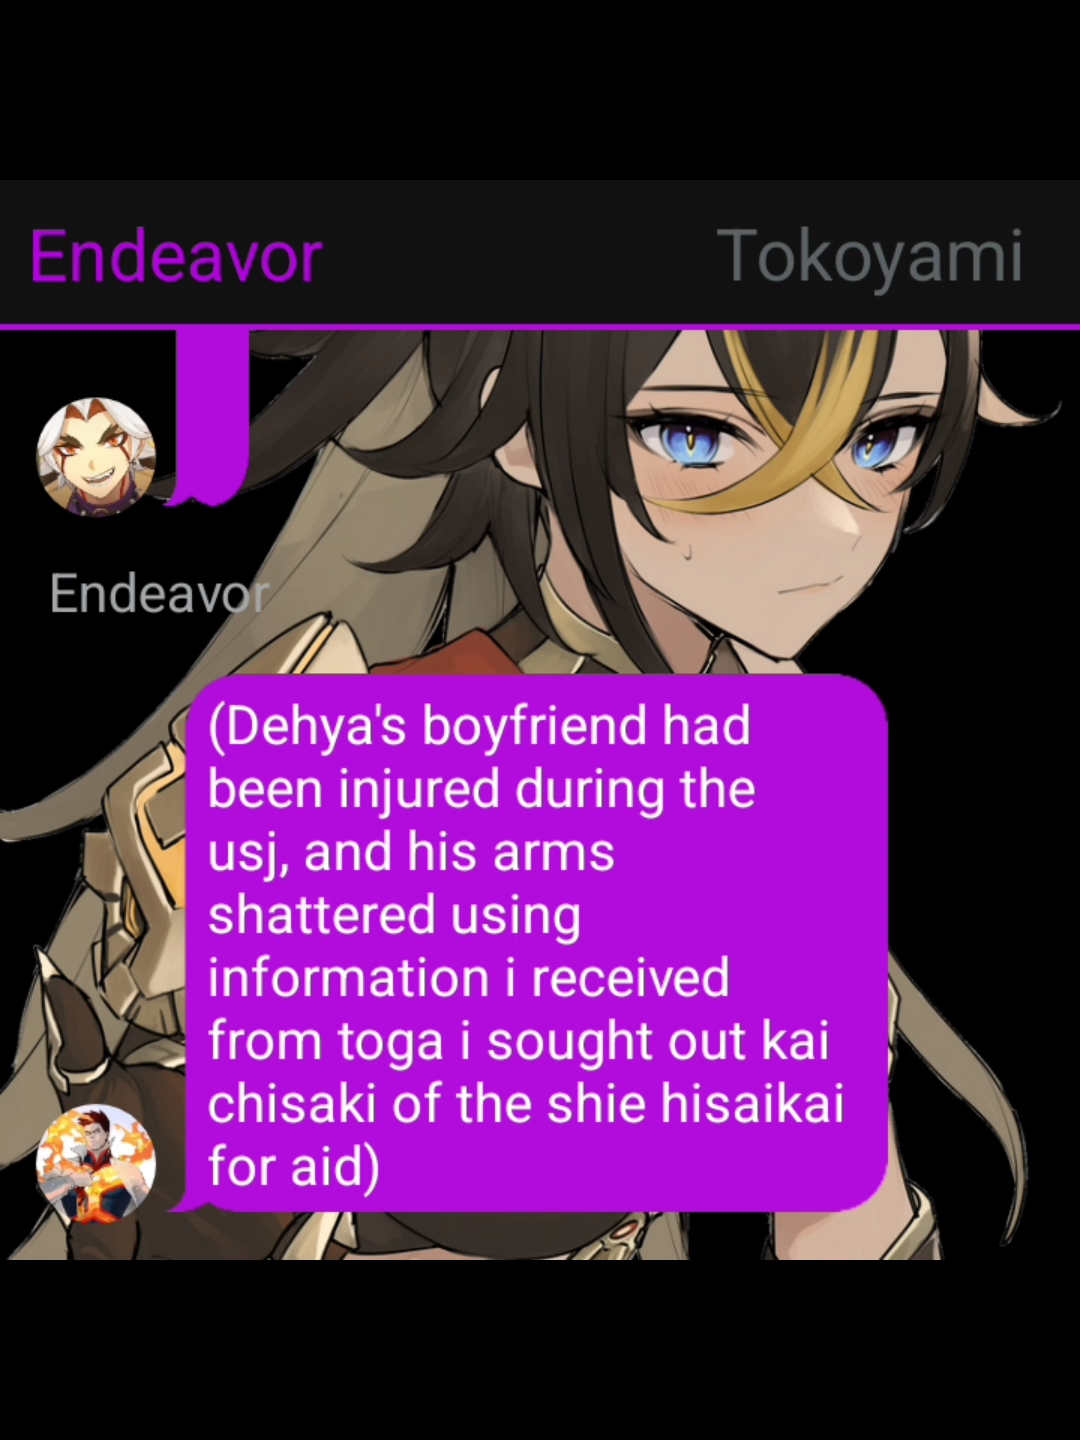 Endeavor Tokoyami
Endeavor
(Dehya's boyfriend had
been injured during the
usj, and his arms
shattered using
information i received
from toga i sought out kai
chisaki of the shie hisaikai
for aid)